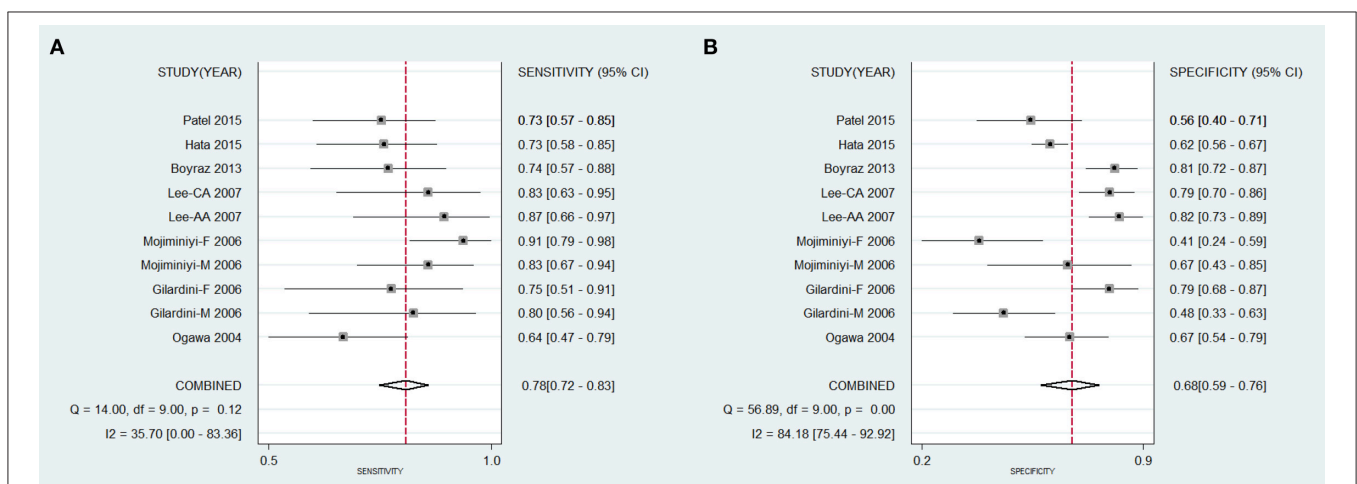 A
STUDY(YEAR) SENSITIVITY (95% CI)
Patel 2015 0.73 [0.57 - 0.85]
Hata 2015 0.73 [0.58 - 0.85]
Boyraz 2013 0.74 [0.57 - 0.88]
Lee-CA 2007 0.83 [0.63 - 0.95]
Lee-AA 2007 0.87 [0.66 - 0.97]
Mojiminiyi-F 2006 0.91 [0.79 - 0.98]
Mojiminiyi-M 2006 0.83 [0.67 - 0.94]
Gilardini-F 2006 0.75 [0.51 - 0.91]
Gilardini-M 2006 0.80 [0.56 - 0.94]
Ogawa 2004 0.64 [0.47 - 0.79]
COMBINED 0.78[0.72 - 0.83]
Q = 14.00, df = 9.00, p = 0.12
I2 = 35.70 [0.00 - 83.36]
0.5 1.0
SENSITIVITY
B
STUDY(YEAR) SPECIFICITY (95% CI)
Patel 2015 0.56 [0.40 - 0.71]
Hata 2015 0.62 [0.56 - 0.67]
Boyraz 2013 0.81 [0.72 - 0.87]
Lee-CA 2007 0.79 [0.70 - 0.86]
Lee-AA 2007 0.82 [0.73 - 0.89]
Mojiminiyi-F 2006 0.41 [0.24 - 0.59]
Mojiminiyi-M 2006 0.67 [0.43 - 0.85]
Gilardini-F 2006 0.79 [0.68 - 0.87]
Gilardini-M 2006 0.48 [0.33 - 0.63]
Ogawa 2004 0.67 [0.54 - 0.79]
COMBINED 0.68[0.59 - 0.76]
Q = 56.89, df = 9.00, p = 0.00
I2 = 84.18 [75.44 - 92.92]
0.2 0.9
SPECIFICITY